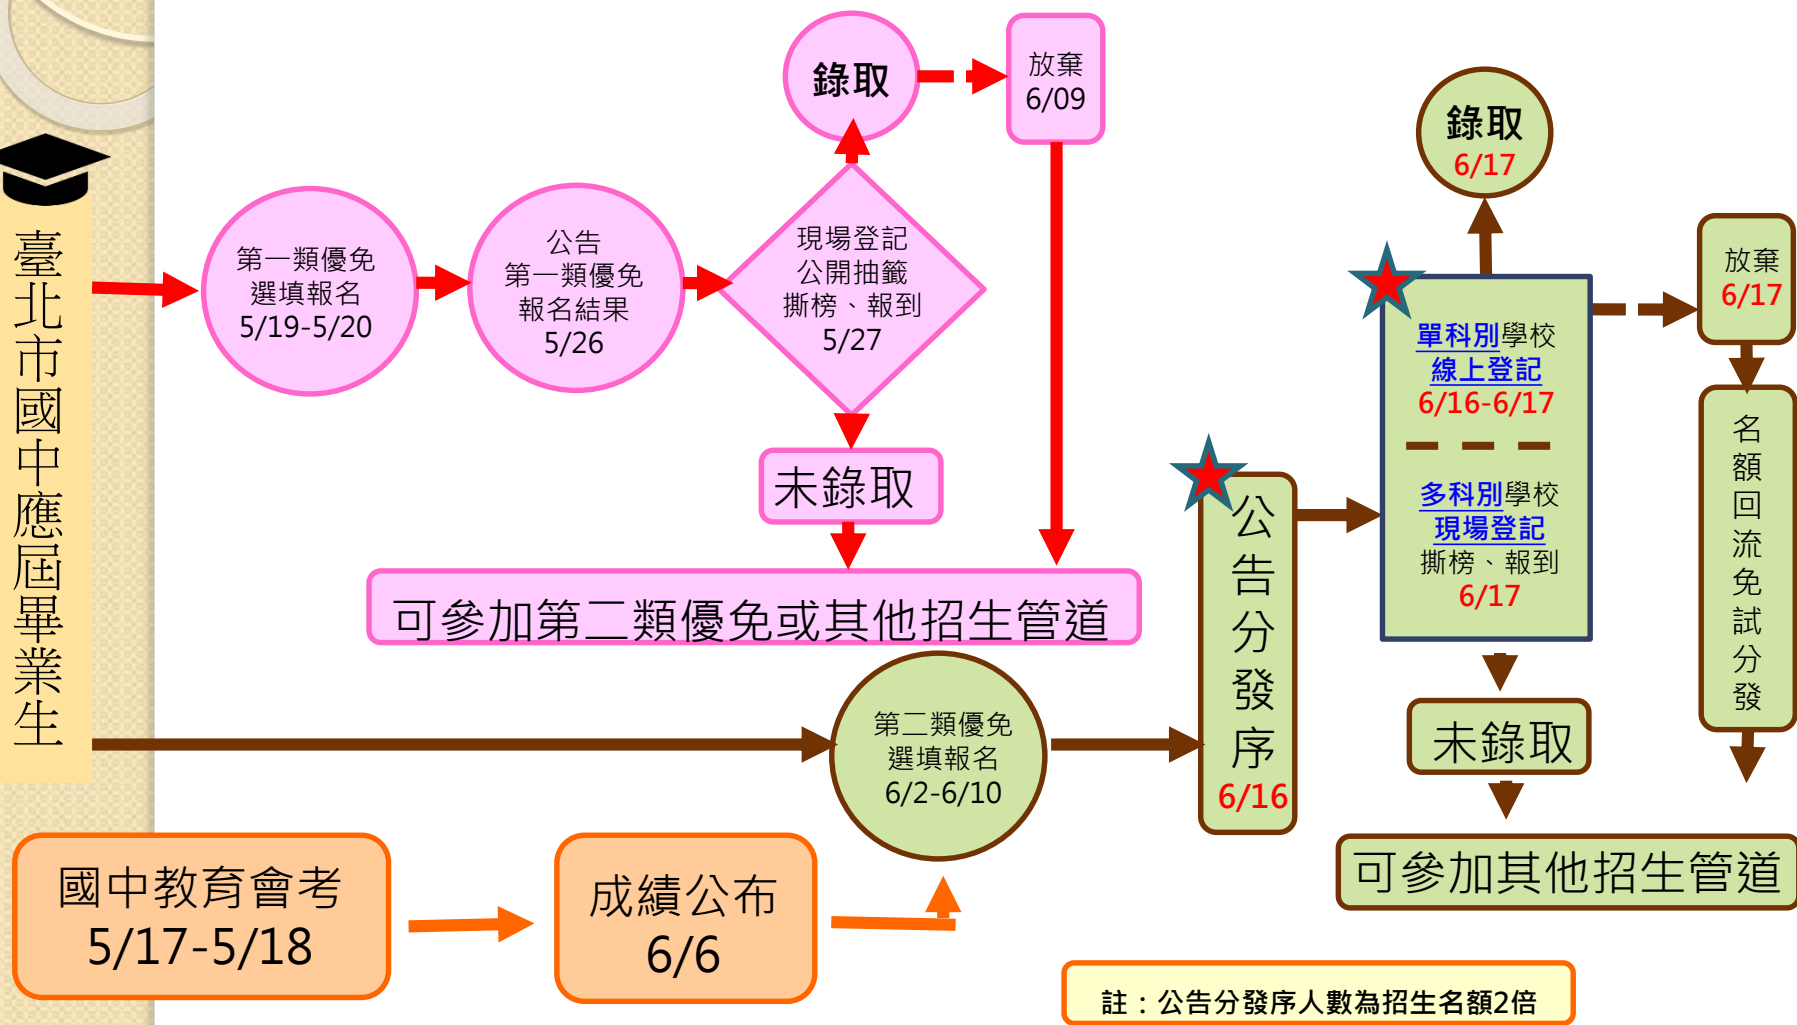 臺北市國中應屆畢業生
第一類優免
選填報名
5/19-5/20
公告
第一類優免
報名結果
5/26
現場登記
公開抽籤
撕榜、報到
5/27
錄取
放棄
6/09
未錄取
可參加第二類優免或其他招生管道
第二類優免
選填報名
6/2-6/10
公告分發序
6/16
單科別學校
線上登記
6/16-6/17
多科別學校
現場登記
撕榜、報到
6/17
錄取
6/17
放棄
6/17
名額回流免試分發
未錄取
可參加其他招生管道
國中教育會考
5/17-5/18
成績公布
6/6
註：公告分發序人數為招生名額2倍